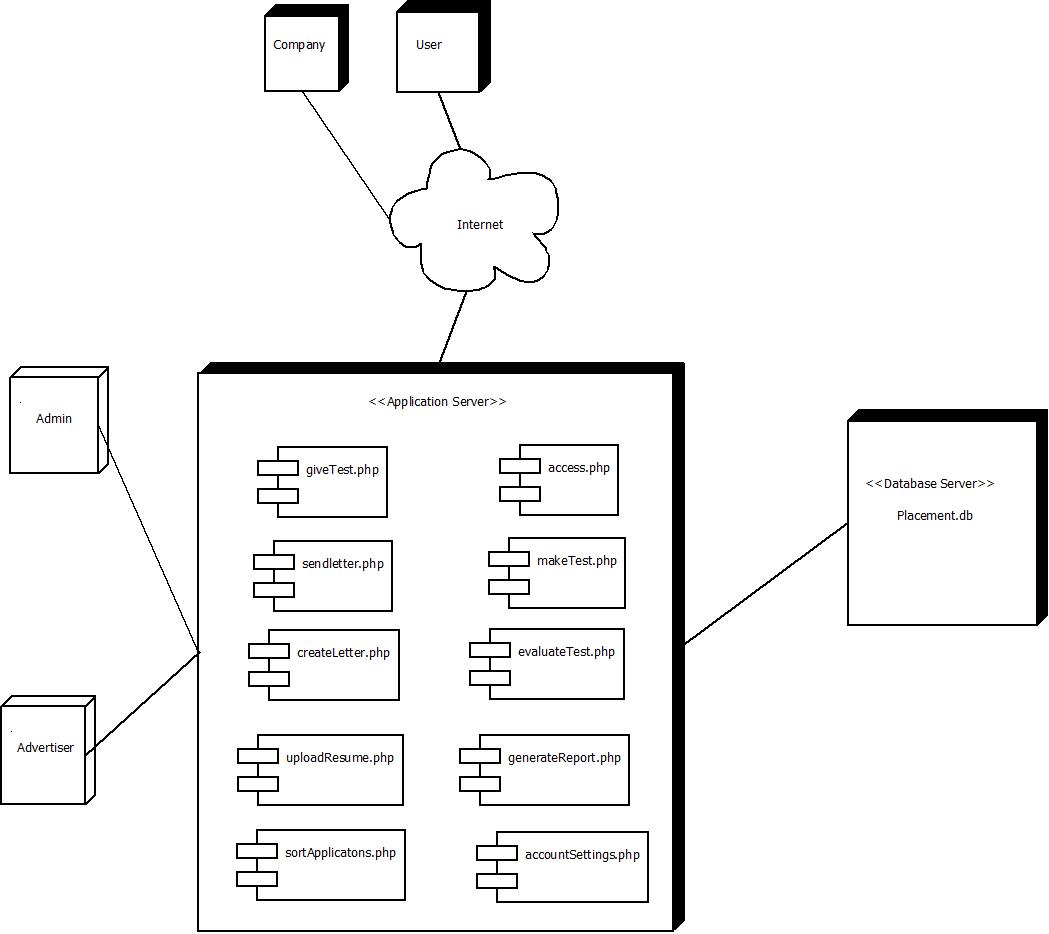 Company
User
Internet
Admin
Advertiser
<<Application Server>>
giveTest.php
access.php
sendletter.php
makeTest.php
createLetter.php
evaluateTest.php
uploadResume.php
generateReport.php
sortApplicatons.php
accountSettings.php
<<Database Server>>
Placement.db